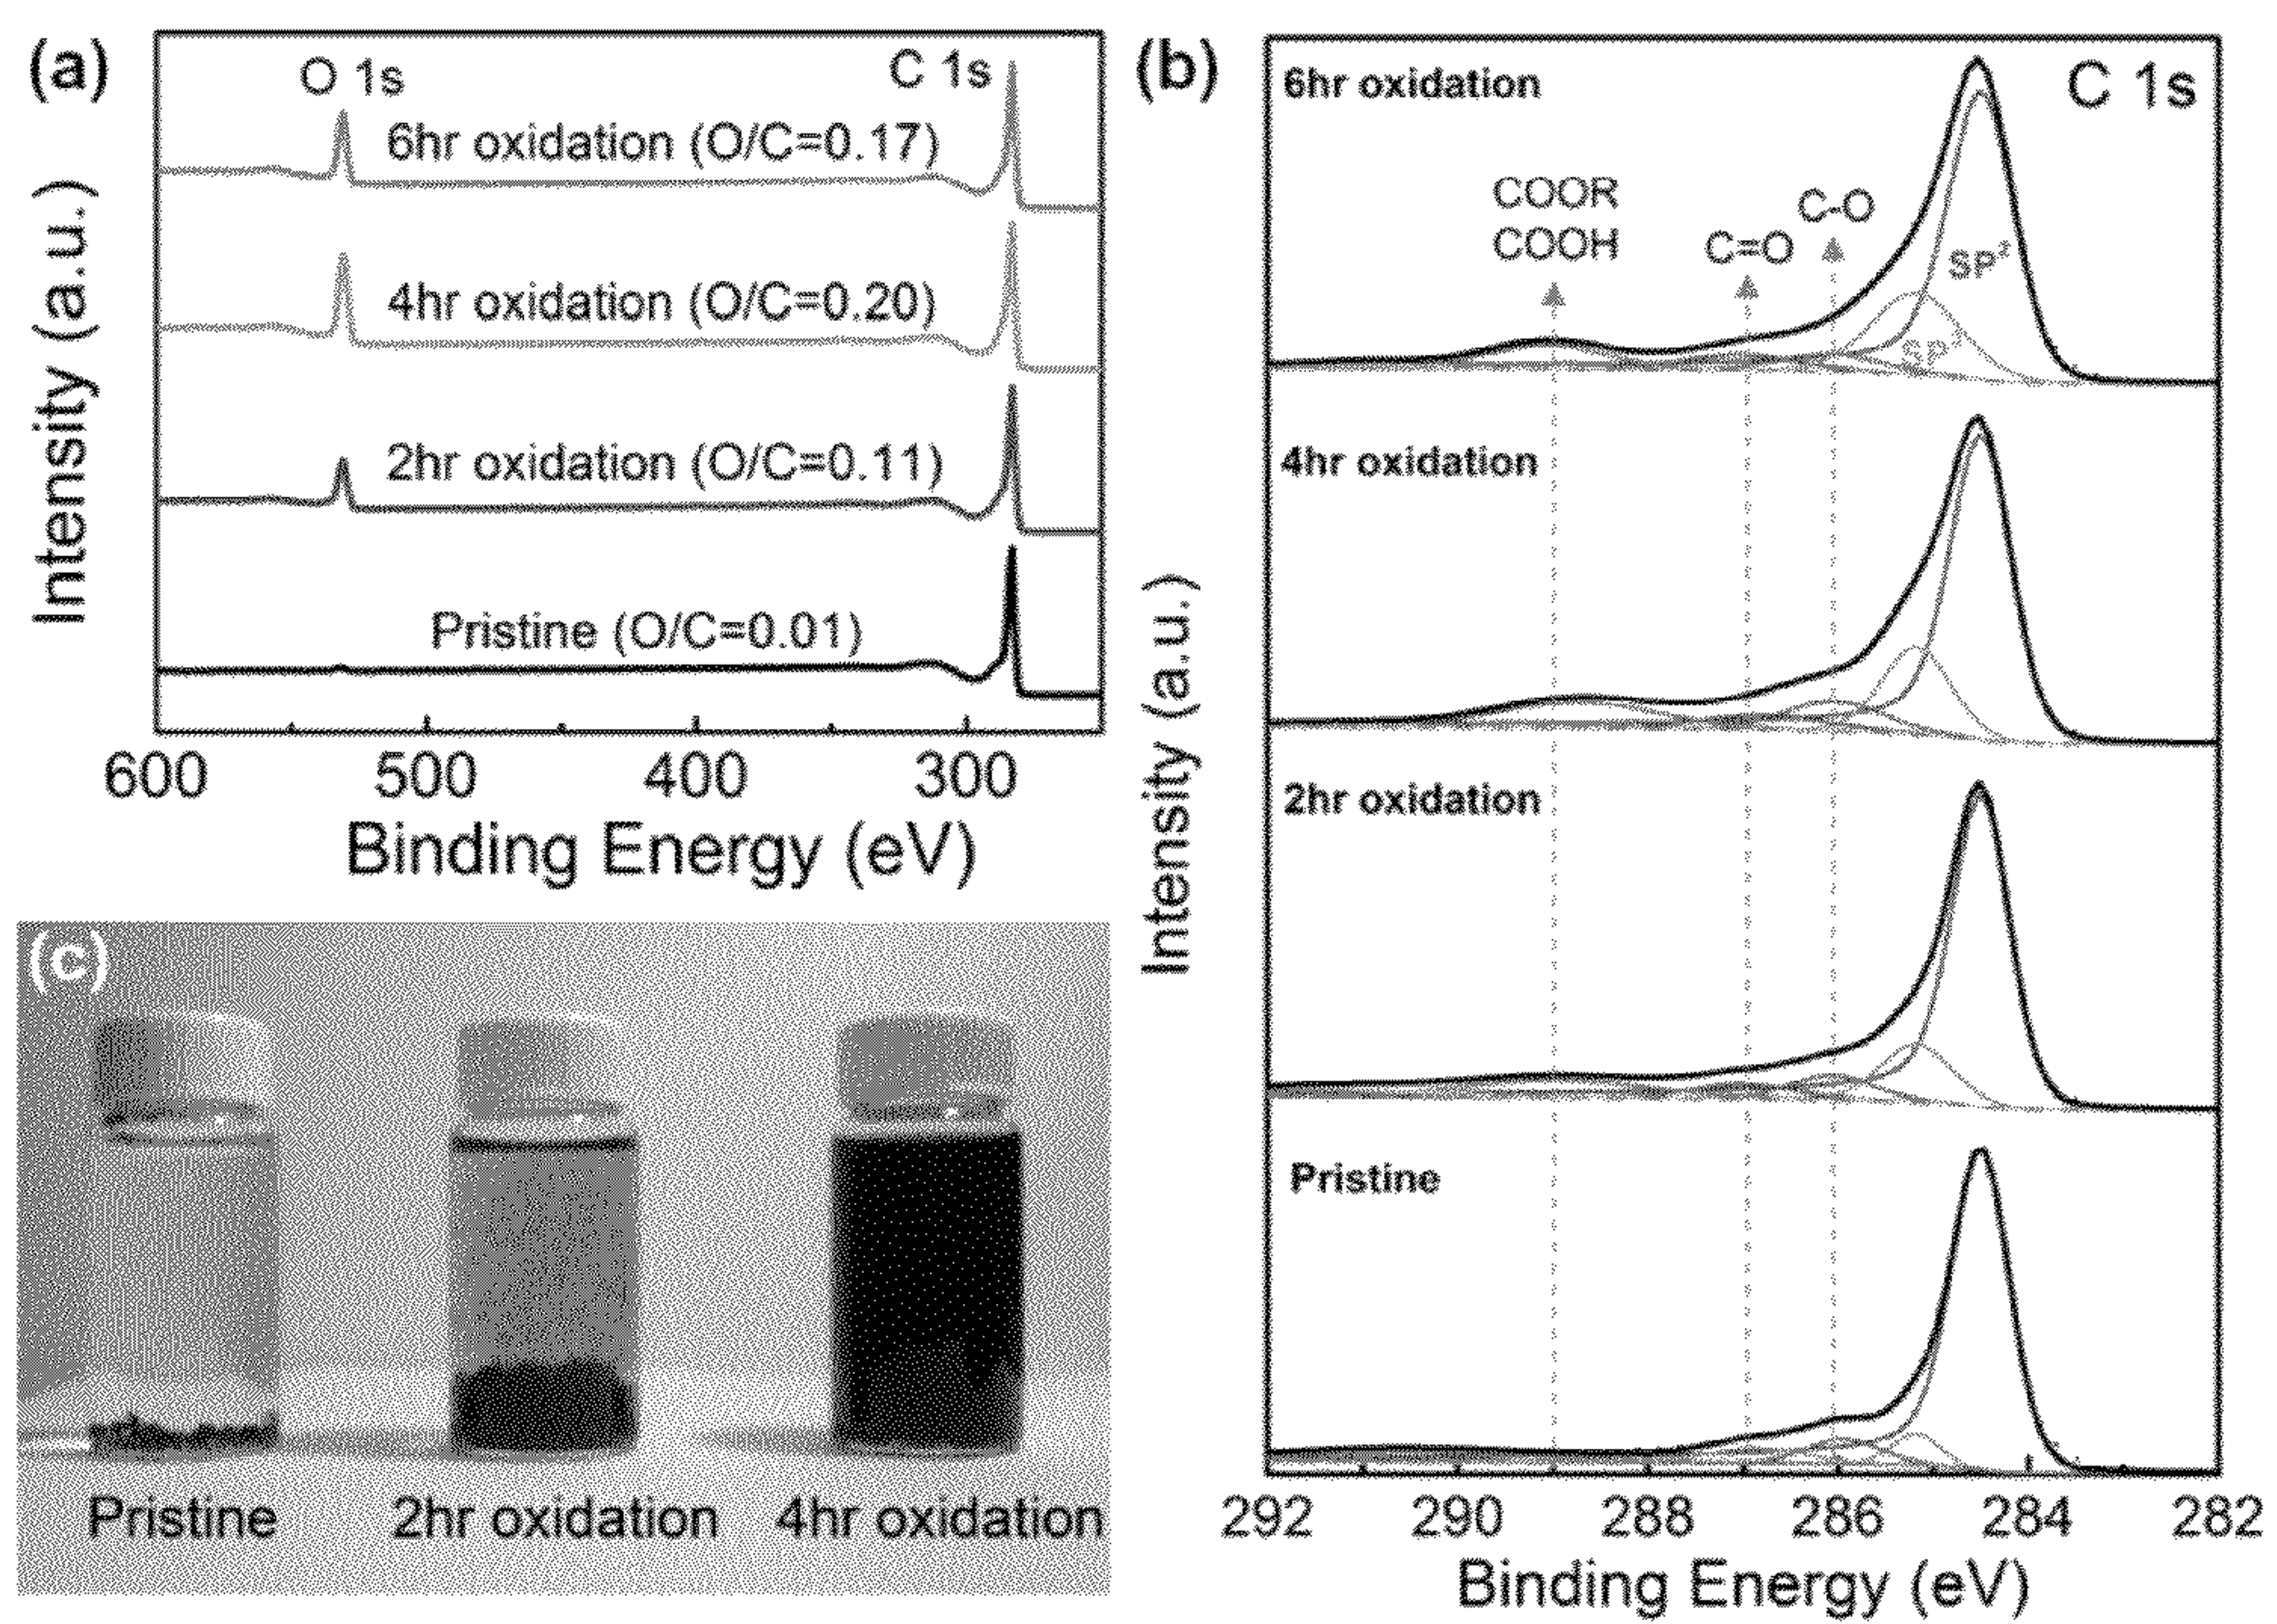 (a)
O 1s
C 1s
6hr oxidation (O/C=0.17)
4hr oxidation (O/C=0.20)
2hr oxidation (O/C=0.11)
Pristine (O/C=0.01)
Intensity (a.u.)
600 500 400 300
Binding Energy (eV)
(b)
6hr oxidation
C 1s
COOR
COOH
C=O
C-O
SP²
SP
4hr oxidation
2hr oxidation
Pristine
Intensity (a.u.)
292 290 288 286 284 282
Binding Energy (eV)
(c)
Pristine 2hr oxidation 4hr oxidation